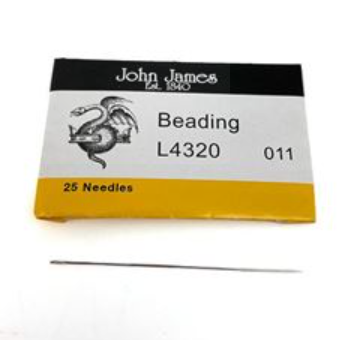 John James
Est. 1840
Beading
L4320 011
25 Needles